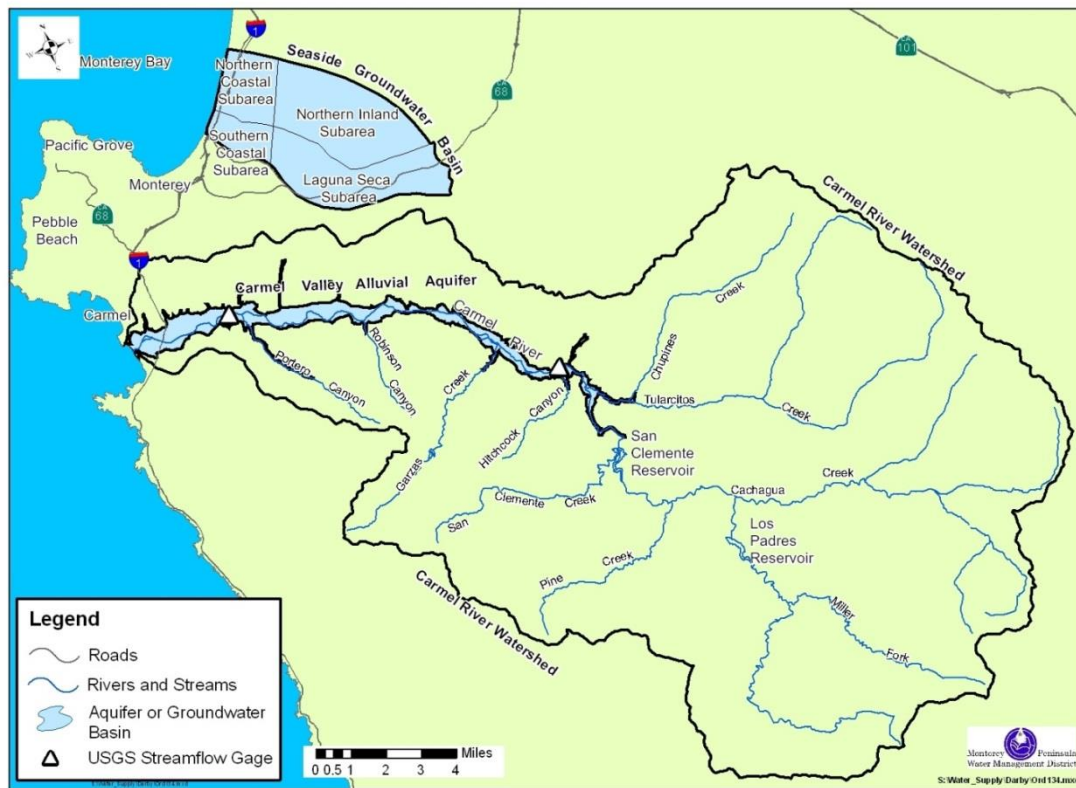 1
CA
101
Monterey Bay
Northern
Coastal
Subarea
Seaside Groundwater Basin
CA
68
Northern Inland
Subarea
Southern
Coastal
Subarea
Laguna Seca
Subarea
Pacific Grove
Monterey
CA
68
Pebble
Beach
1
Carmel
Carmel Valley Alluvial Aquifer
Carmel River Watershed
Carmel River
Portero Canyon
Robinson Canyon
Garzas Creek
Hitchcock Canyon
Chupines Creek
Tularcitos Creek
San
Clemente
Reservoir
San Clemente Creek
Cachagua Creek
Los
Padres
Reservoir
Pine Creek
Miller Fork
Carmel River Watershed
Legend
Roads
Rivers and Streams
Aquifer or Groundwater
Basin
USGS Streamflow Gage
Miles
0 0.5 1 2 3 4
Monterey Peninsula
Water Management District
S:\Water_Supply\Darby\Ord134.mxd